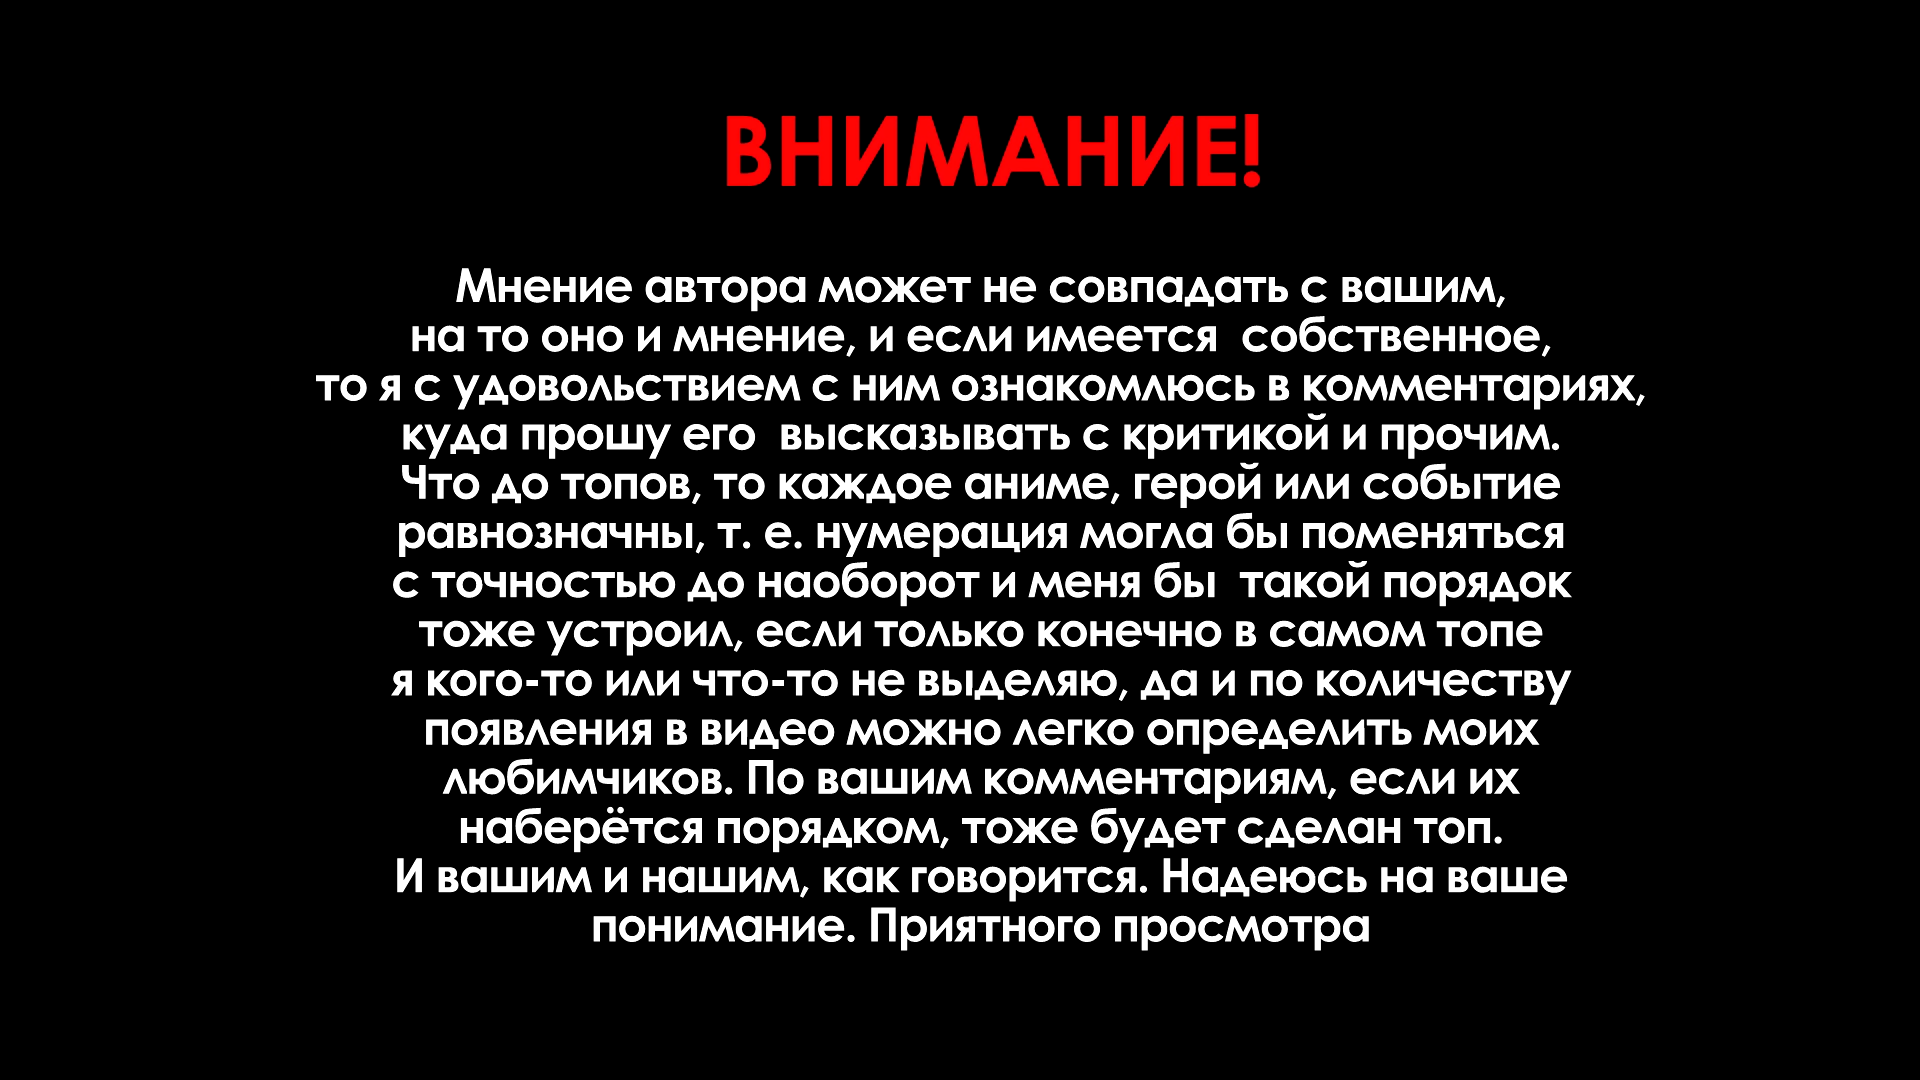 ВНИМАНИЕ!
Мнение автора может не совпадать с вашим,
на то оно и мнение, и если имеется  собственное,
то я с удовольствием с ним ознакомлюсь в комментариях,
куда прошу его  высказывать с критикой и прочим.
Что до топов, то каждое аниме, герой или событие
равнозначны, т. е. нумерация могла бы поменяться
с точностью до наоборот и меня бы  такой порядок
тоже устроил, если только конечно в самом топе
я кого-то или что-то не выделяю, да и по количеству
появления в видео можно легко определить моих
любимчиков. По вашим комментариям, если их
наберётся порядком, тоже будет сделан топ.
И вашим и нашим, как говорится. Надеюсь на ваше
понимание. Приятного просмотра